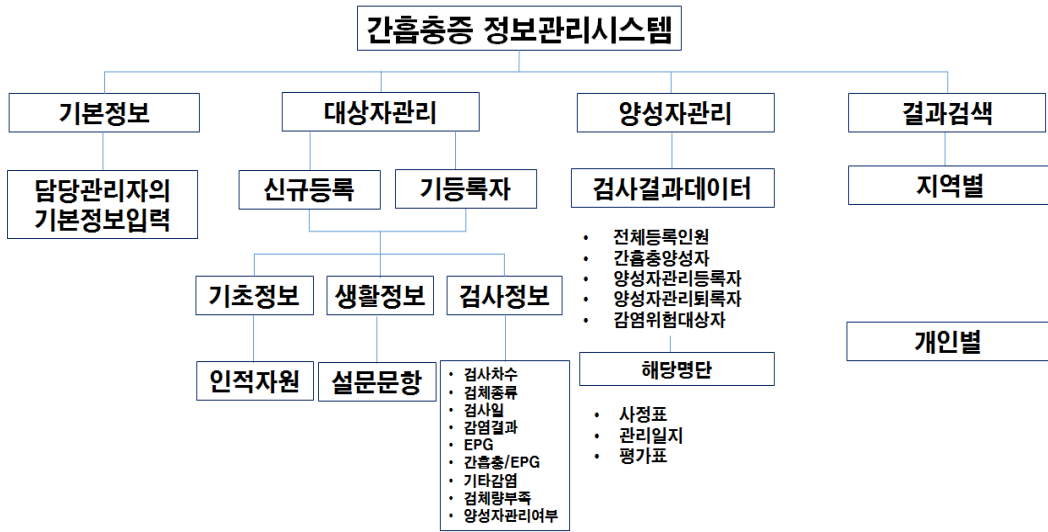 간흡충증 정보관리시스템
기본정보
대상자관리
양성자관리
결과검색
담당관리자의
기본정보입력
신규등록
기등록자
검사결과데이터
지역별
• 전체등록인원
• 간흡충양성자
• 양성자관리등록자
• 양성자관리퇴록자
• 감염위험대상자
기초정보
생활정보
검사정보
개인별
인적자원
설문문항
• 검사차수
• 검체종류
• 검사일
• 감염결과
• EPG
• 간흡충/EPG
• 기타감염
• 검체량부족
• 양성자관리여부
해당명단
• 사정표
• 관리일지
• 평가표